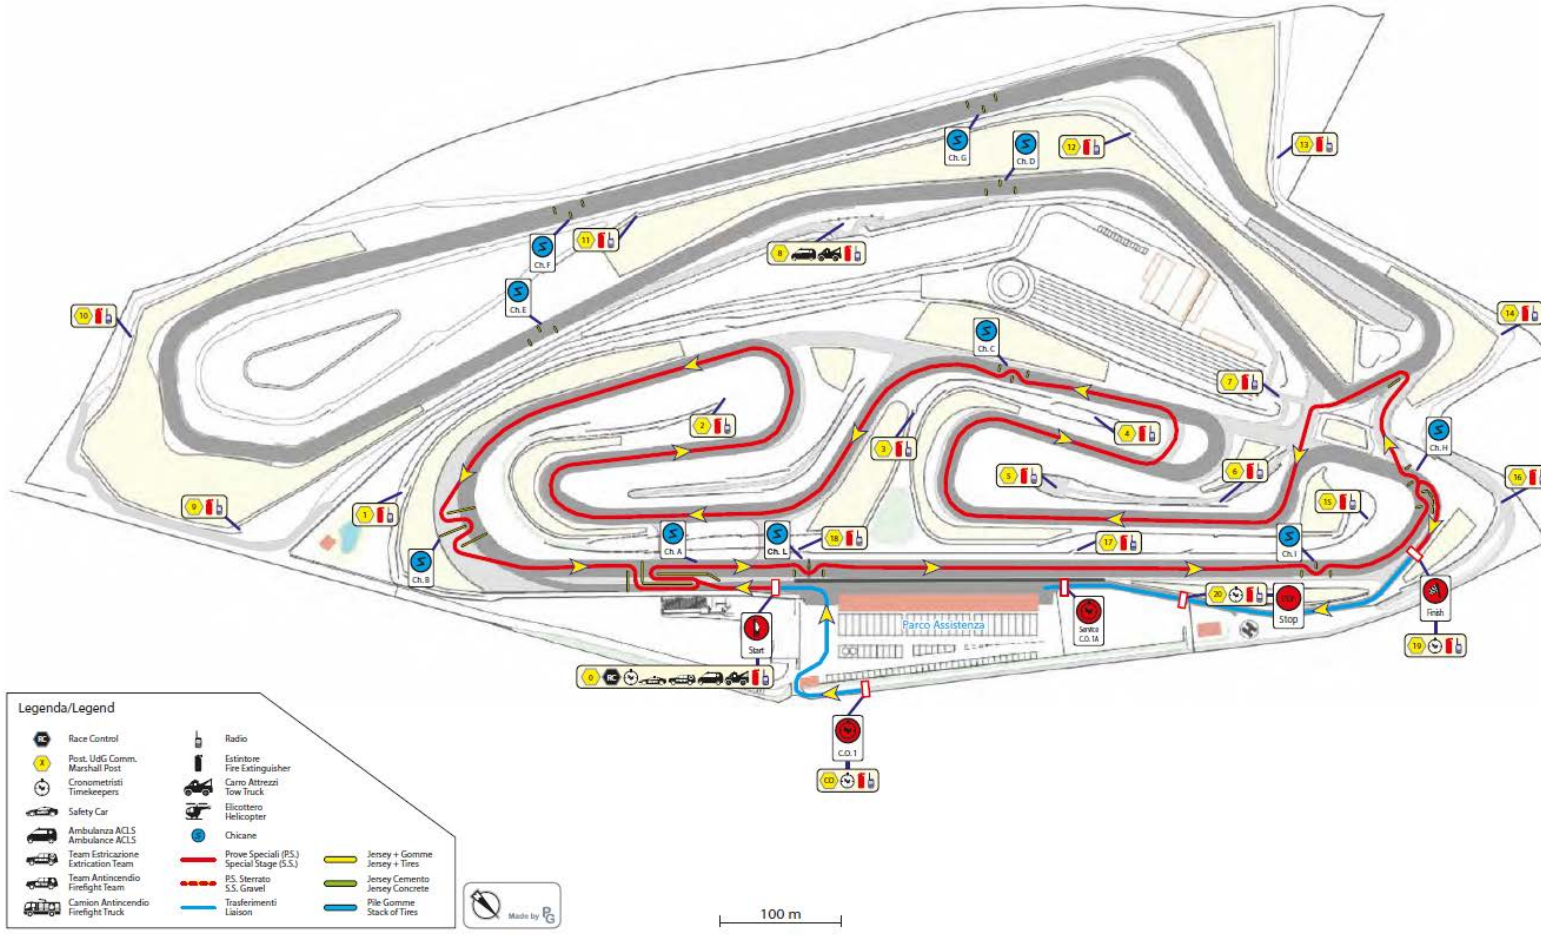 13
Ch. G
Ch. D
12
11
8
Ch. F
10
Ch. E
14
Ch. C
7
2
4
3
Ch. H
6
5
16
15
9
1
Ch. A
Ch. L
18
17
Ch. I
Ch. B
20
Stop
Finish
Start
Parco Assistenza
Service
C.O. 1A
19
0
RC
C.O. 1
CO
Legenda/Legend
RC
Race Control
Radio
X
Post. UdG Comm.
Marshall Post
Estintore
Fire Extinguisher
Cronometristi
Timekeepers
Carro Attrezzi
Tow Truck
Safety Car
Elicottero
Helicopter
Ambulanza ACLS
Ambulance ACLS
Chicane
Team Estricazione
Extrication Team
Prove Speciali (P.S.)
Special Stage (S.S.)
Jersey + Gomme
Jersey + Tires
Team Antincendio
Firefight Team
P.S. Sterrato
S.S. Gravel
Jersey Cemento
Jersey Concrete
Camion Antincendio
Firefight Truck
Trasferimenti
Liaison
Pile Gomme
Stack of Tires
Made by PG
100 m